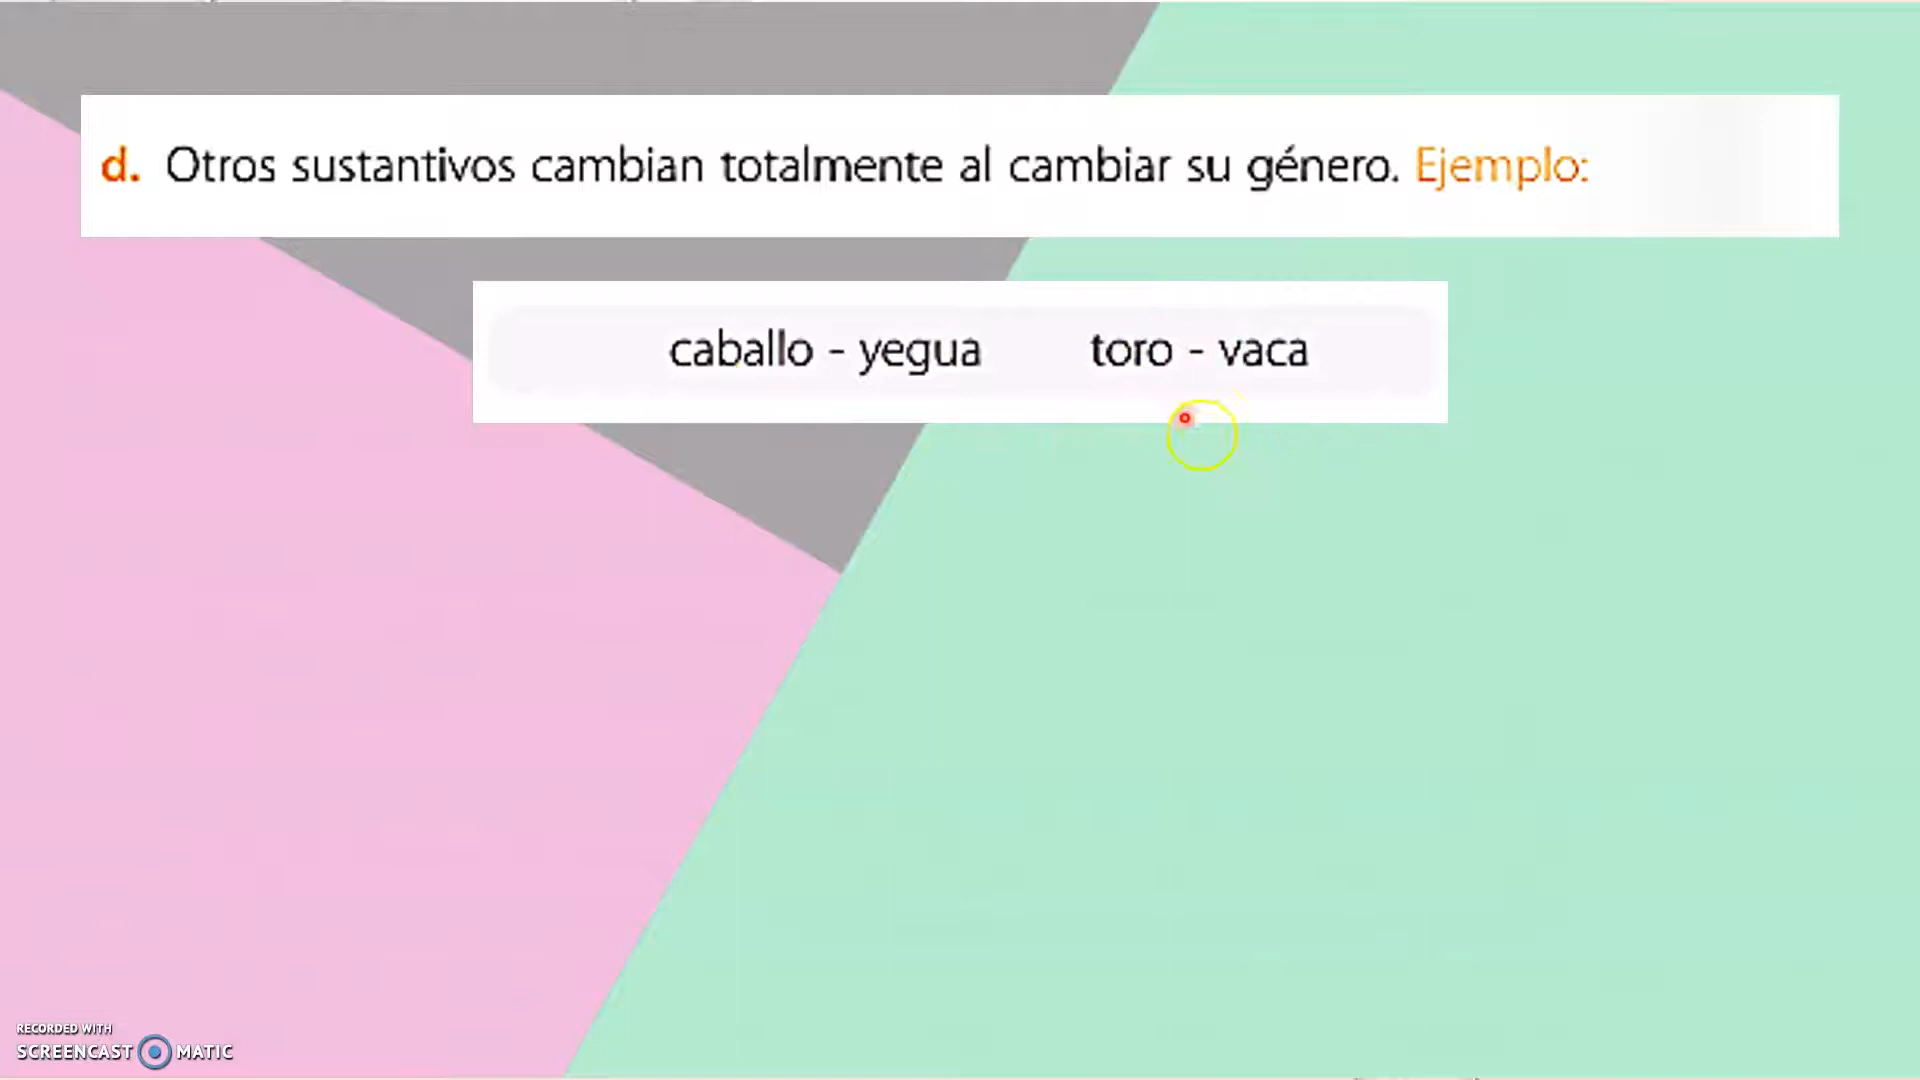 d. Otros sustantivos cambian totalmente al cambiar su género. Ejemplo:
caballo - yegua toro - vaca
RECORDED WITH
SCREENCAST MATIC